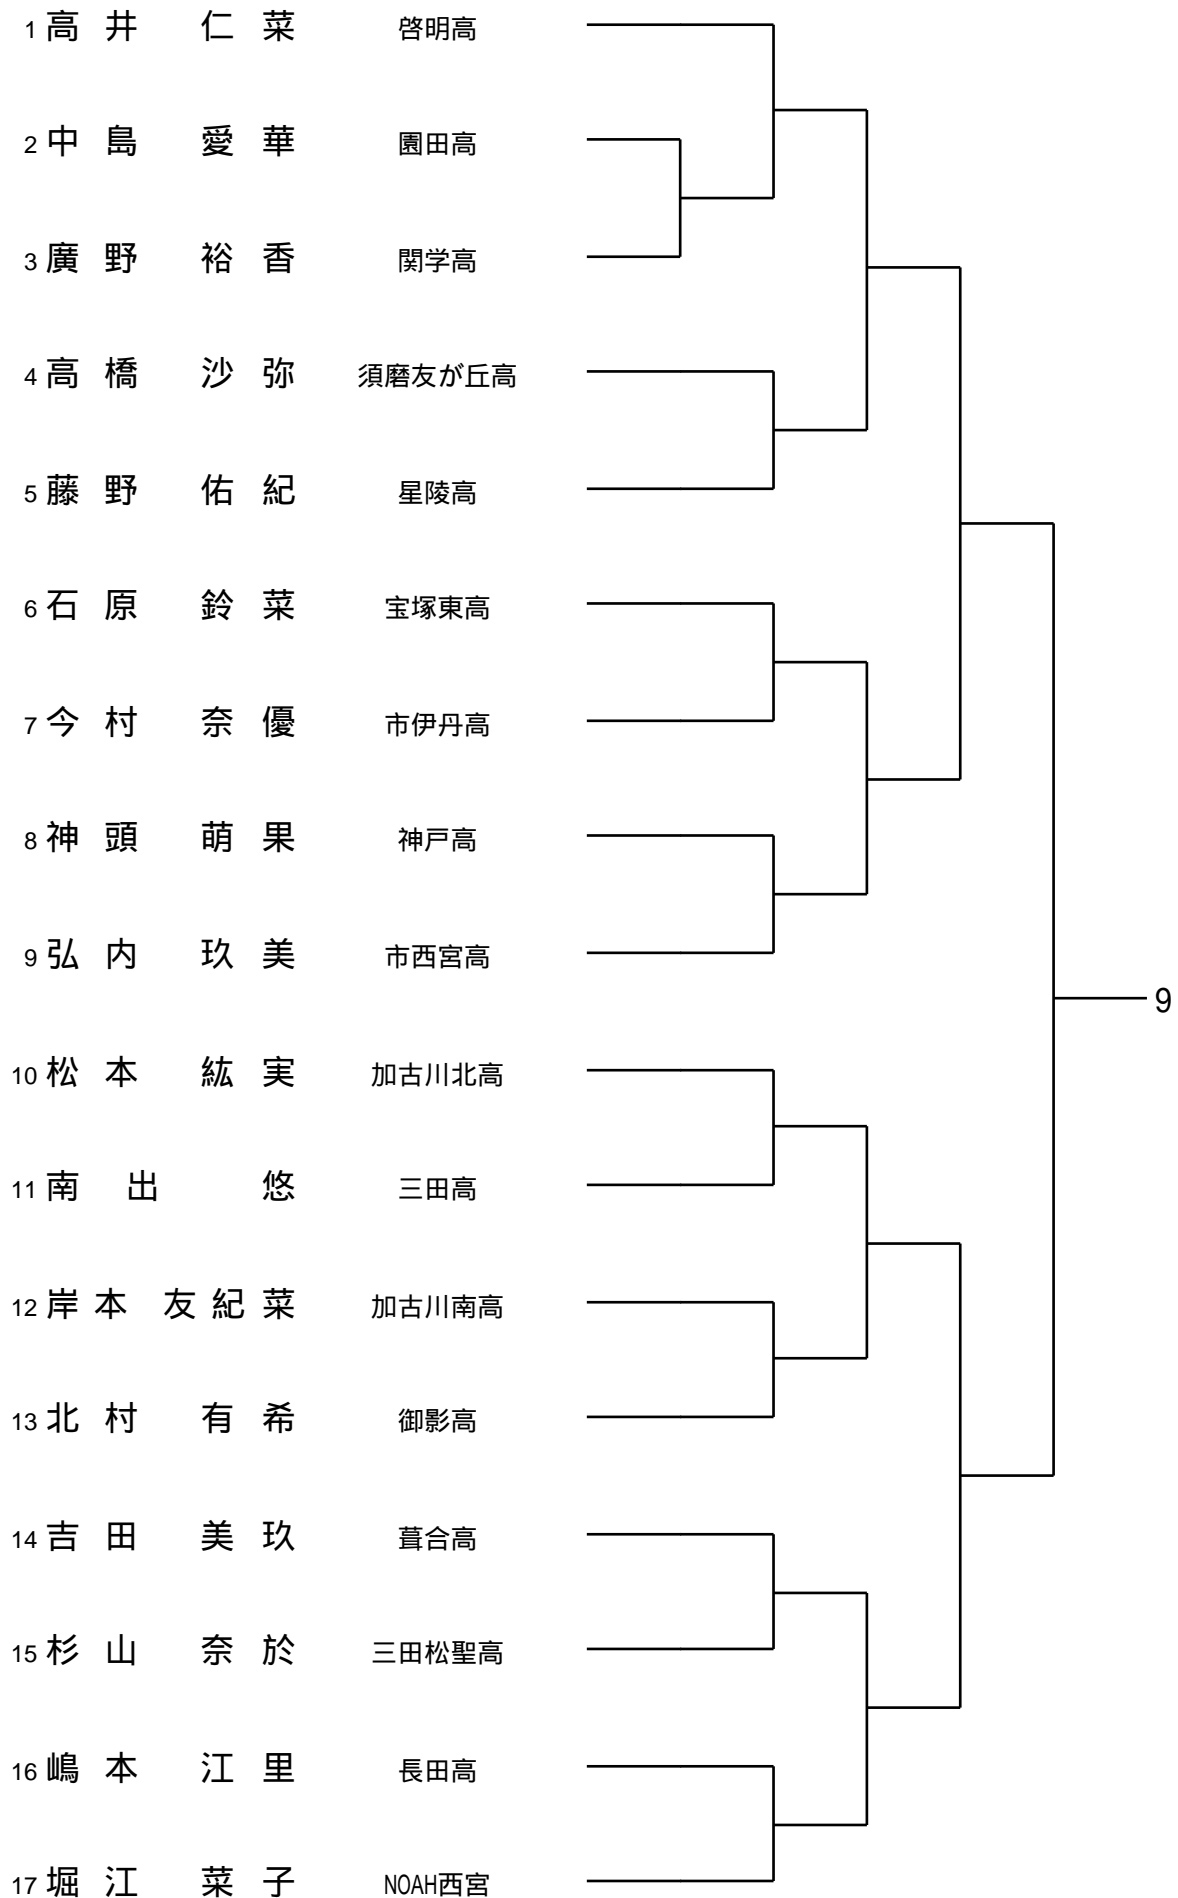 1 高井 仁菜 啓明高
2 中島 愛華 園田高
3 廣野 裕香 関学高
4 高橋 沙弥 須磨友が丘高
5 藤野 佑紀 星陵高
6 石原 鈴菜 宝塚東高
7 今村 奈優 市伊丹高
8 神頭 萌果 神戸高
9 弘内 玖美 市西宮高
9
10 松本 紘実 加古川北高
11 南出 悠 三田高
12 岸本 友紀菜 加古川南高
13 北村 有希 御影高
14 吉田 美玖 葺合高
15 杉山 奈於 三田松聖高
16 嶋本 江里 長田高
17 堀江 菜子 NOAH西宮